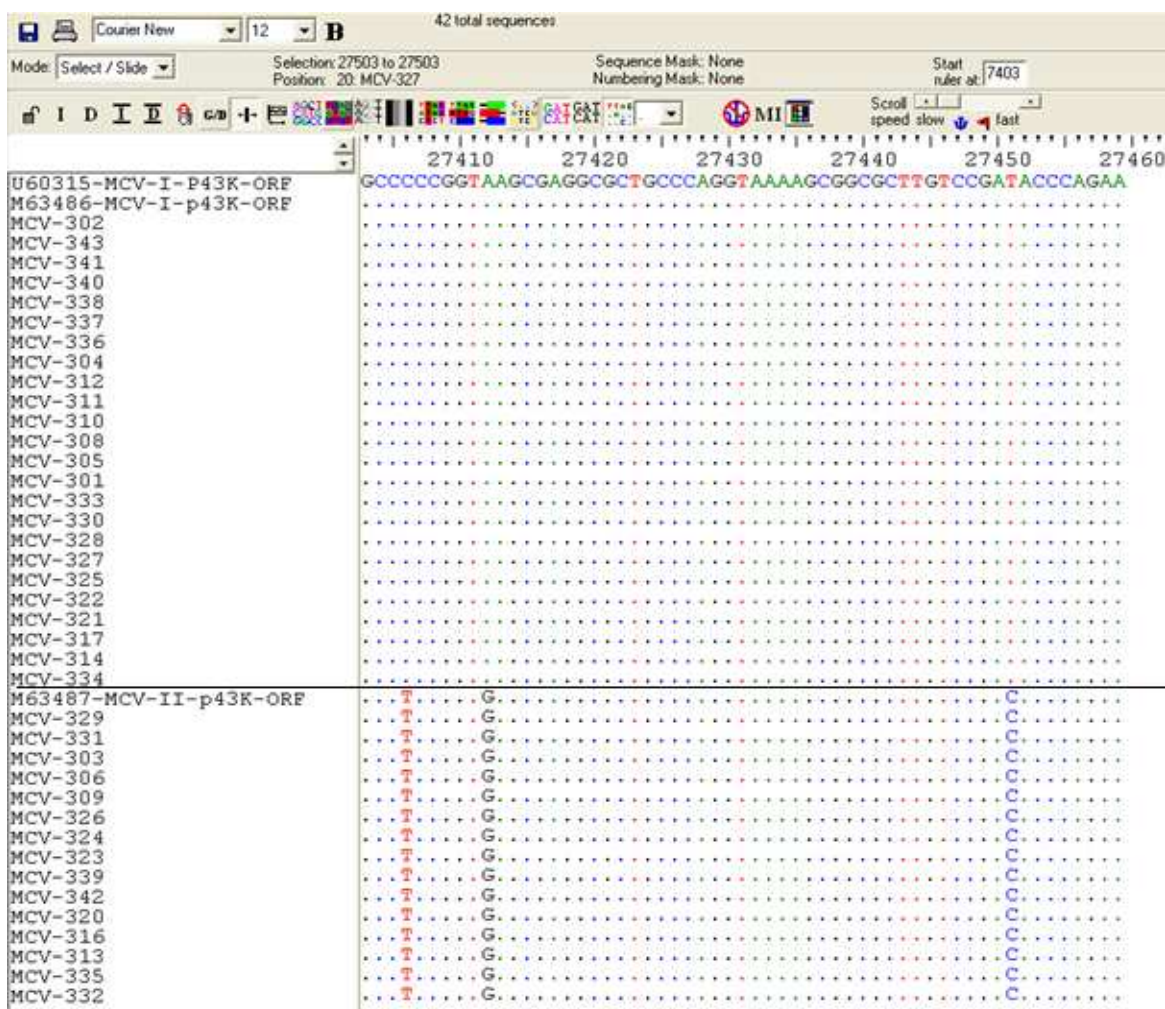 Courier New 12 B 42 total sequences
Mode: Select / Slide Selection: 27503 to 27503 Sequence Mask: None Start
Position: 20: MCV-327 Numbering Mask: None ruler at: 7403
I D I D G/D GAT GAT MI Scroll
CAT CAT speed slow fast
27410 27420 27430 27440 27450 27460
U60315-MCV-I-P43K-ORF GCCCCCGGTAAGCGAGGCGCTGCCCAGGTAAAAGCGGCGCTTGTCCGATACCCAGAA
M63486-MCV-I-p43K-ORF
MCV-302
MCV-343
MCV-341
MCV-340
MCV-338
MCV-337
MCV-336
MCV-304
MCV-312
MCV-311
MCV-310
MCV-308
MCV-305
MCV-301
MCV-333
MCV-330
MCV-328
MCV-327
MCV-325
MCV-322
MCV-321
MCV-317
MCV-314
MCV-334
M63487-MCV-II-p43K-ORF T G C
MCV-329 T G C
MCV-331 T G C
MCV-303 T G C
MCV-306 T G C
MCV-309 T G C
MCV-326 T G C
MCV-324 T G C
MCV-323 T G C
MCV-339 T G C
MCV-342 T G C
MCV-320 T G C
MCV-316 T G C
MCV-313 T G C
MCV-335 T G C
MCV-332 T G C